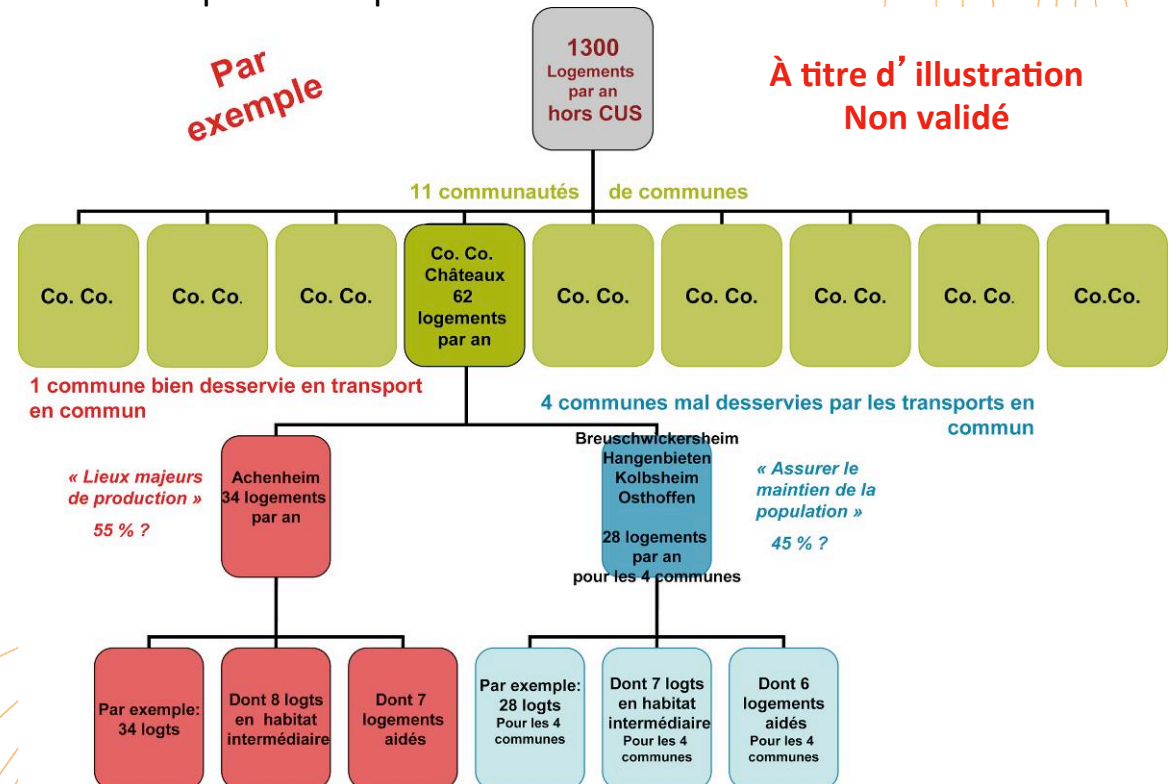 Par
exemple
1300
Logements
par an
hors CUS
À titre d’ illustration
Non validé
11 communautés de communes
Co. Co.
Co. Co.
Co. Co.
Co. Co.
Châteaux
62
logements
par an
Co. Co.
Co. Co.
Co. Co.
Co. Co.
Co.Co.
1 commune bien desservie en transport
en commun
4 communes mal desservies par les transports en
commun
« Lieux majeurs
de production »
55 % ?
Achenheim
34 logements
par an
Breuschwickersheim
Hangenbieten
Kolbsheim
Osthoffen
28 logements
par an
pour les 4 communes
« Assurer le
maintien de la
population »
45 % ?
Par exemple:
34 logts
Dont 8 logts
en habitat
intermédiaire
Dont 7
logements
aidés
Par exemple:
28 logts
Pour les 4
communes
Dont 7 logts
en habitat
intermédiaire
Pour les 4
communes
Dont 6
logements
aidés
Pour les 4
communes